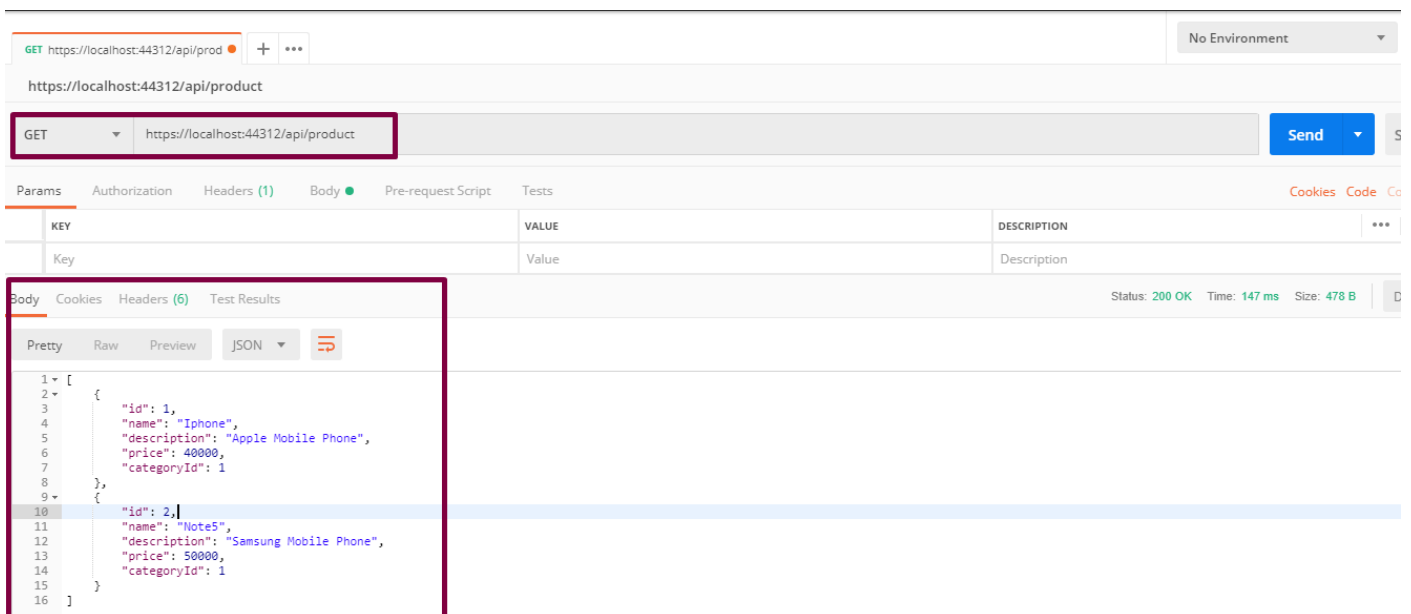 GET https://localhost:44312/api/prod + •••
No Environment
https://localhost:44312/api/product
GET https://localhost:44312/api/product Send S
Params Authorization Headers (1) Body Pre-request Script Tests Cookies Code Co
KEY VALUE DESCRIPTION •••
Key Value Description
Body Cookies Headers (6) Test Results Status: 200 OK Time: 147 ms Size: 478 B D
Pretty Raw Preview JSON
1 [
2 {
3 "id": 1,
4 "name": "Iphone",
5 "description": "Apple Mobile Phone",
6 "price": 40000,
7 "categoryId": 1
8 },
9 {
10 "id": 2,
11 "name": "Note5",
12 "description": "Samsung Mobile Phone",
13 "price": 50000,
14 "categoryId": 1
15 }
16 ]